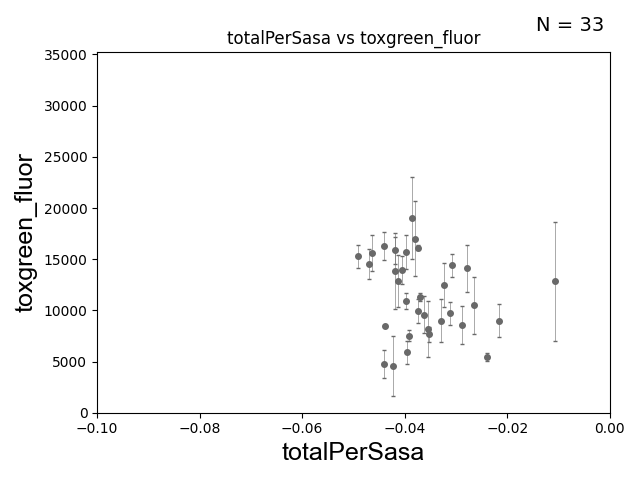 N = 33
totalPerSasa vs toxgreen_fluor
35000
30000
25000
20000
15000
10000
5000
0
toxgreen_fluor
−0.10 −0.08 −0.06 −0.04 −0.02 0.00
totalPerSasa